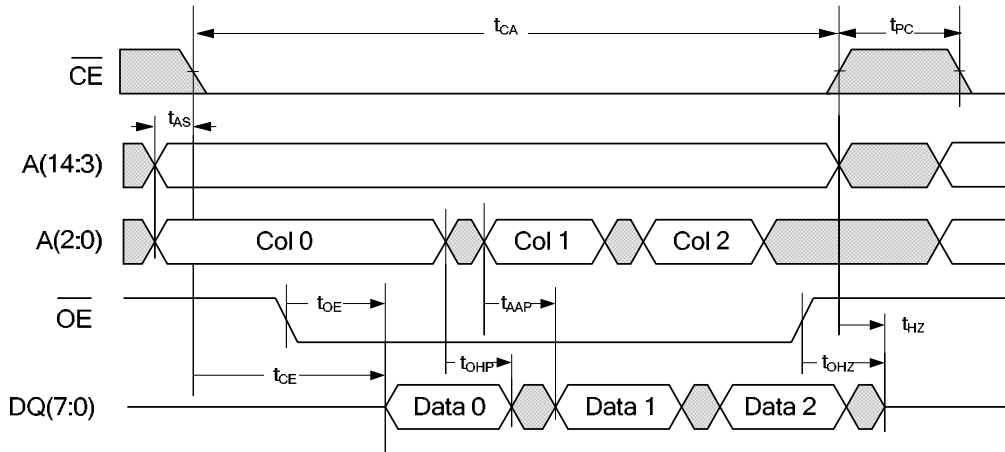 tCA
tPC
CE
tAS
A(14:3)
A(2:0)
Col 0
Col 1
Col 2
OE
tOE
tAAP
tHZ
tCE
tOHP
tOHZ
DQ(7:0)
Data 0
Data 1
Data 2